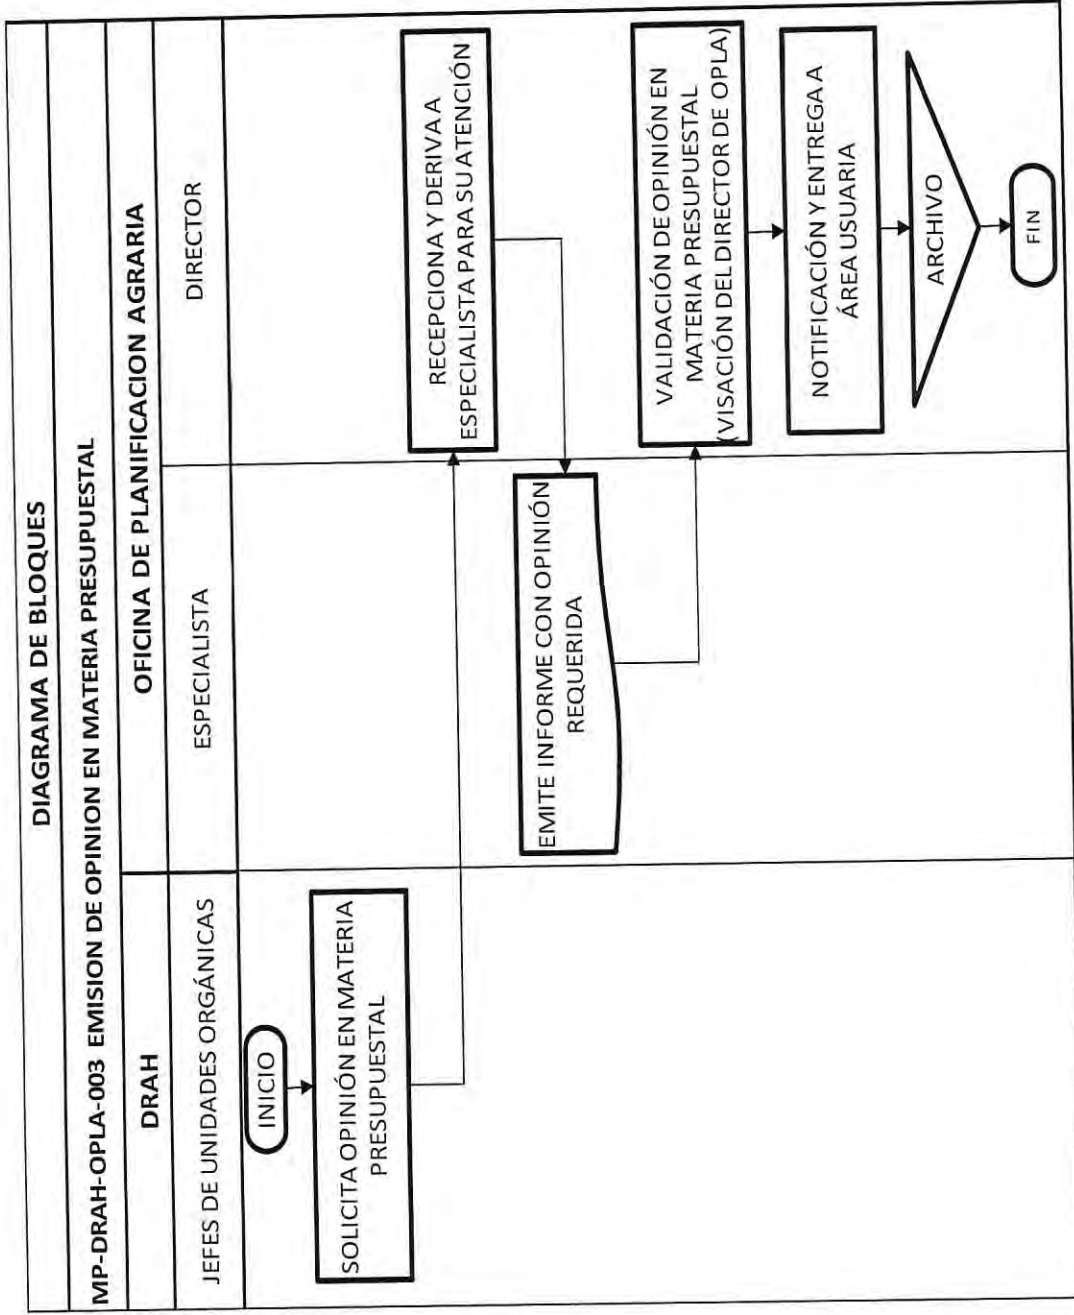 DIAGRAMA DE BLOQUES
MP-DRAH-OPLA-003 EMISION DE OPINION EN MATERIA PRESUPUESTAL
DRAH
OFICINA DE PLANIFICACION AGRARIA
JEFES DE UNIDADES ORGÁNICAS
ESPECIALISTA
DIRECTOR
INICIO
SOLICITA OPINIÓN EN MATERIA
PRESUPUESTAL
RECEPCIONA Y DERIVA A
ESPECIALISTA PARA SU ATENCIÓN
EMITE INFORME CON OPINIÓN
REQUERIDA
VALIDACIÓN DE OPINIÓN EN
MATERIA PRESUPUESTAL
(VISACIÓN DEL DIRECTOR DE OPLA)
NOTIFICACIÓN Y ENTREGA A
ÁREA USUARIA
ARCHIVO
FIN